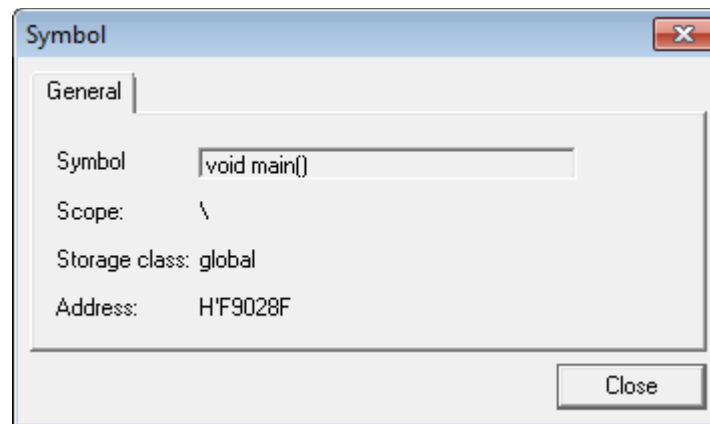 Symbol
General
Symbol void main()
Scope: \
Storage class: global
Address: H'F9028F
Close